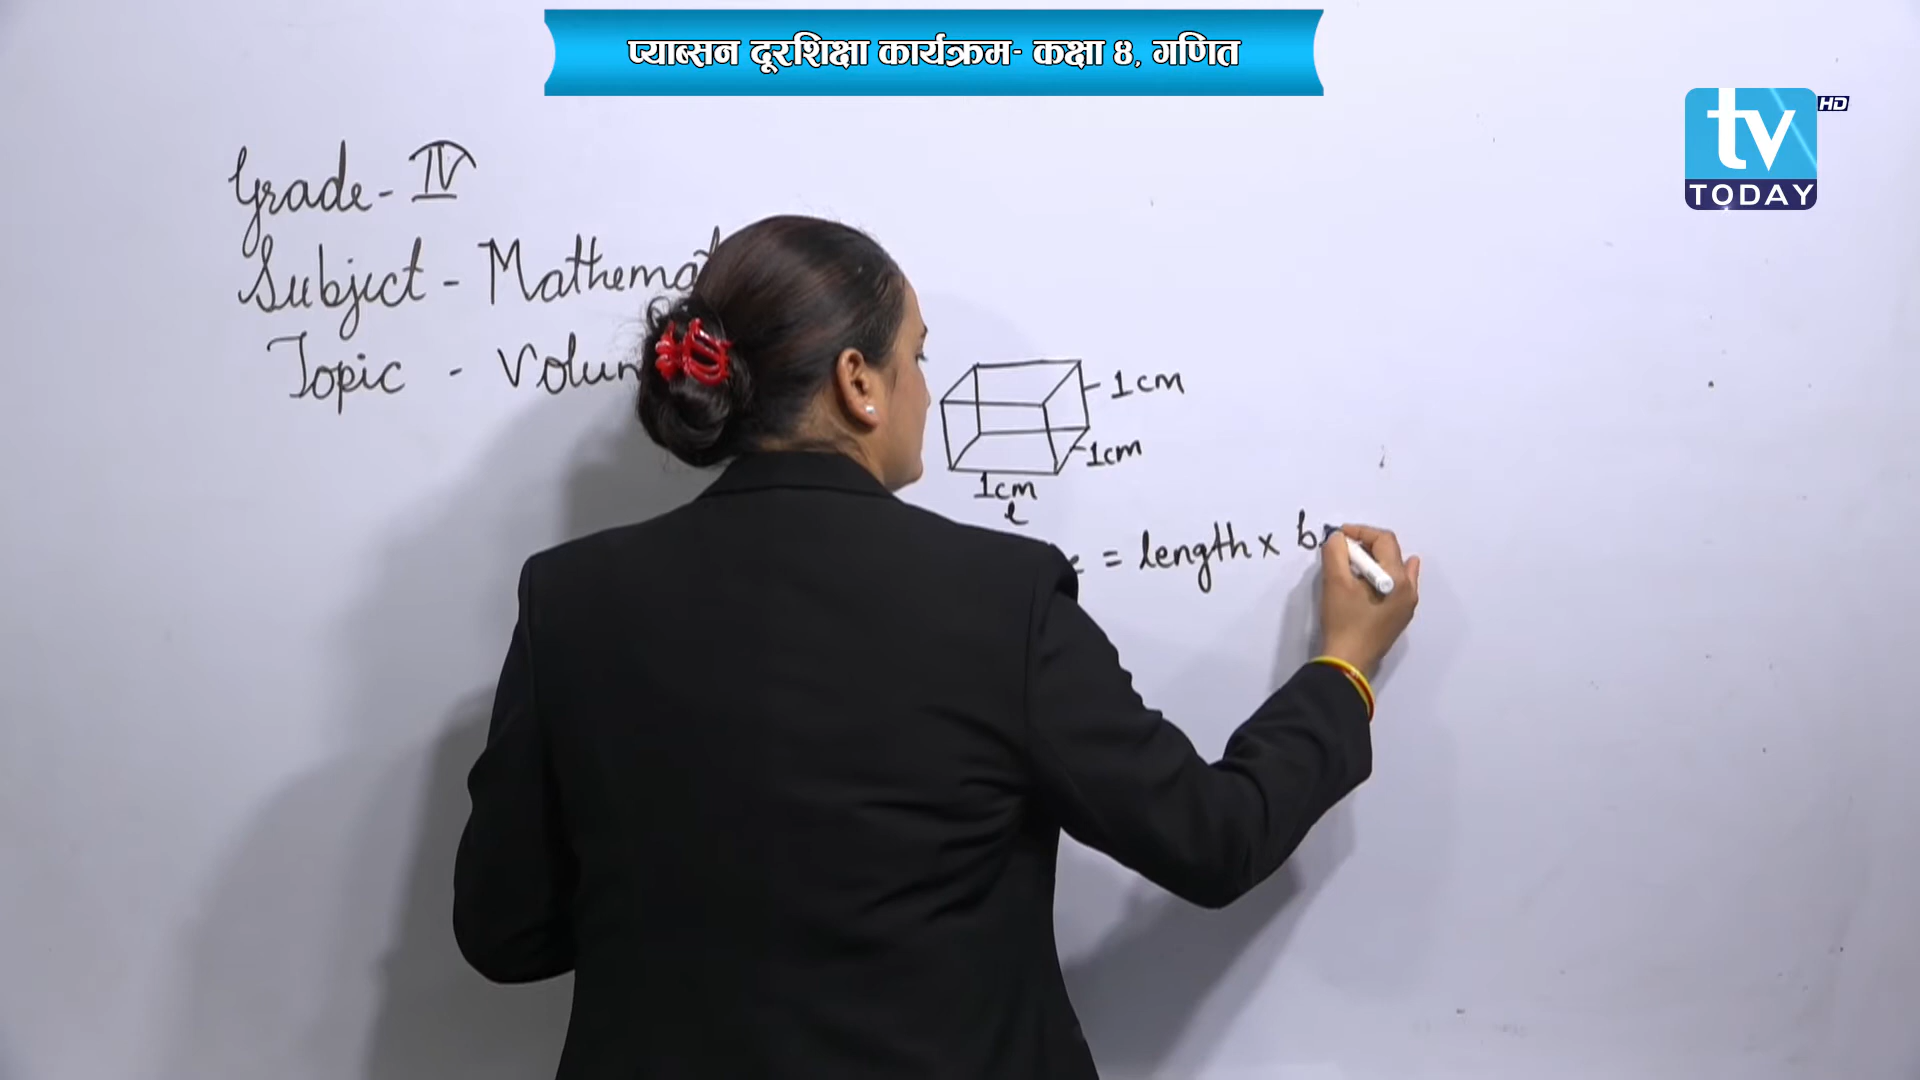 प्याब्सन दूरशिक्षा कार्यक्रम- कक्षा ४, गणित
tv HD
TODAY
Grade - IV
Subject - Mathemat
Topic - Volum
1cm
1cm
1cm
l
= length x b